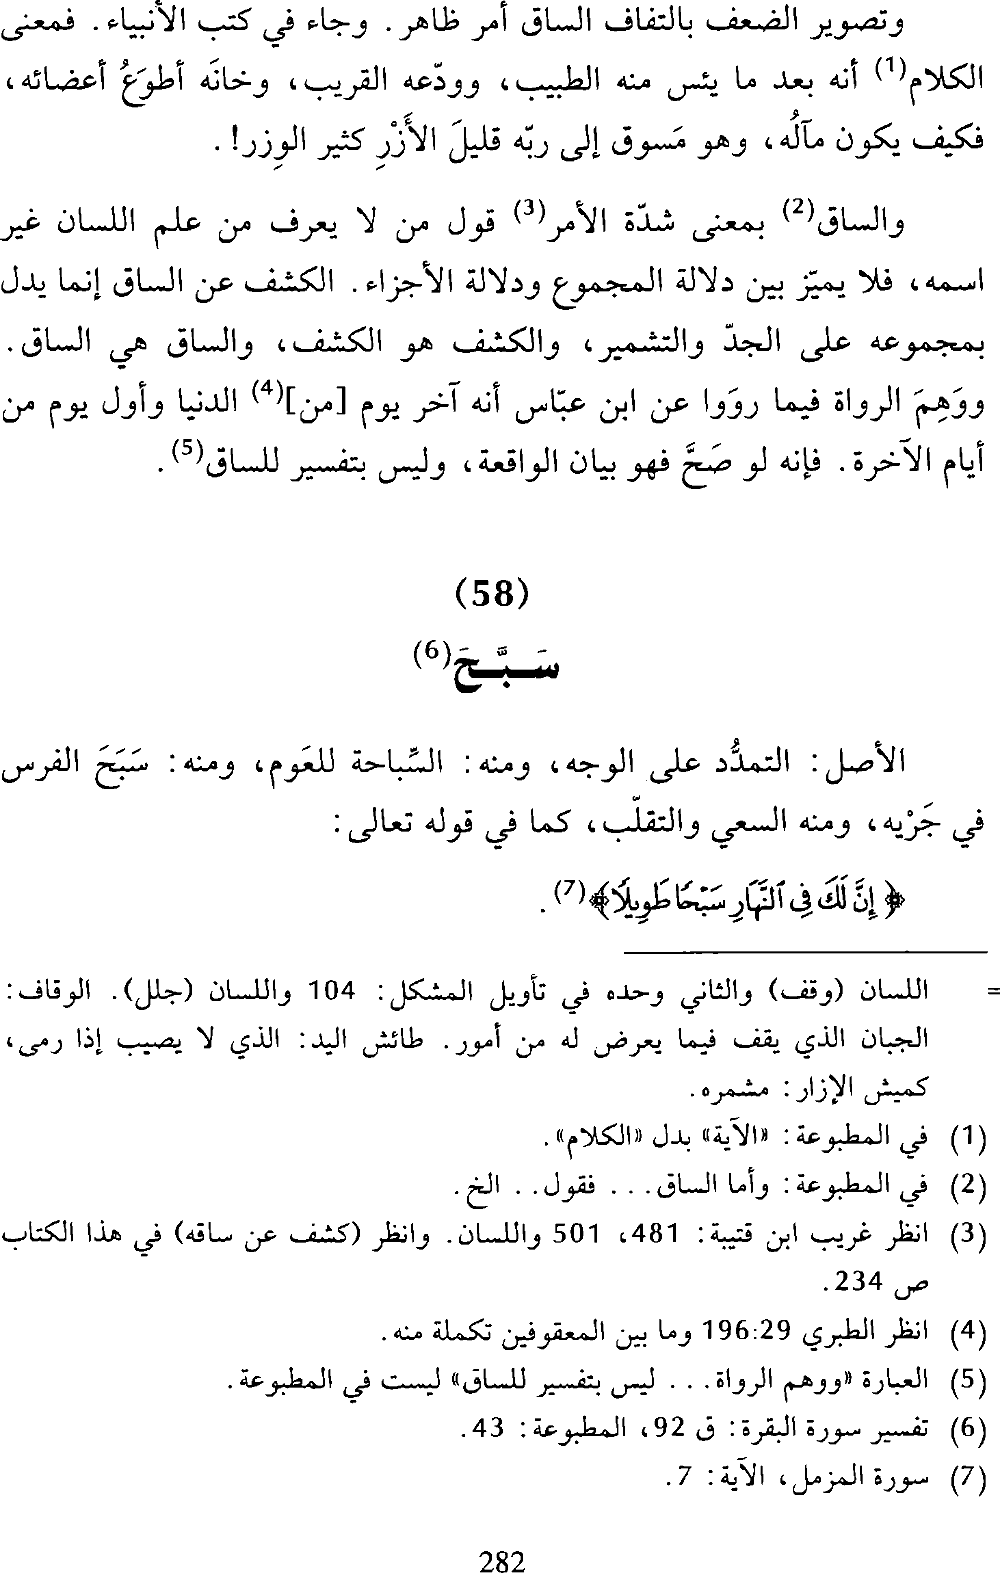 وتصوير الضعف بالتفاف الساق أمر ظاهر. وجاء في كتب الأنبياء. فمعنى
الكلام(1) أنه بعد ما يئس منه الطبيب، وودّعه القريب، وخانَه أطوَعُ أعضائه،
فكيف يكون مآلُه، وهو مَسوق إلى ربّه قليلَ الأَزْرِ كثير الوِزر!.
والساق(2) بمعنى شدّة الأمر(3) قول من لا يعرف من علم اللسان غير
اسمه، فلا يميّز بين دلالة المجموع ودلالة الأجزاء. الكشف عن الساق إنما يدل
بمجموعه على الجدّ والتشمير، والكشف هو الكشف، والساق هي الساق.
ووَهِمَ الرواة فيما روَوا عن ابن عبّاس أنه آخر يوم [من](4) الدنيا وأول يوم من
أيام الآخرة. فإنه لو صَحَّ فهو بيان الواقعة، وليس بتفسير للساق(5).
(58)
سَبَّحَ(6)
الأصل: التمدُّد على الوجه، ومنه: السِّباحة للعَوم، ومنه: سَبَحَ الفرس
في جَرْيِه، ومنه السعي والتقلّب، كما في قوله تعالى:
﴿إِنَّ لَكَ فِى ٱلنَّهَارِ سَبْحًا طَوِيلًا﴾(7).
= اللسان (وقف) والثاني وحده في تأويل المشكل: 104 واللسان (جلل). الوقاف:
الجبان الذي يقف فيما يعرض له من أمور. طائش اليد: الذي لا يصيب إذا رمى،
كميش الإزار: مشمره.
(1) في المطبوعة: «الآية» بدل «الكلام».
(2) في المطبوعة: وأما الساق... فقول.. الخ.
(3) انظر غريب ابن قتيبة: 481، 501 واللسان. وانظر (كشف عن ساقه) في هذا الكتاب
ص 234.
(4) انظر الطبري 196:29 وما بين المعقوفين تكملة منه.
(5) العبارة «ووهم الرواة... ليس بتفسير للساق» ليست في المطبوعة.
(6) تفسير سورة البقرة: ق 92، المطبوعة: 43.
(7) سورة المزمل، الآية: 7.
282